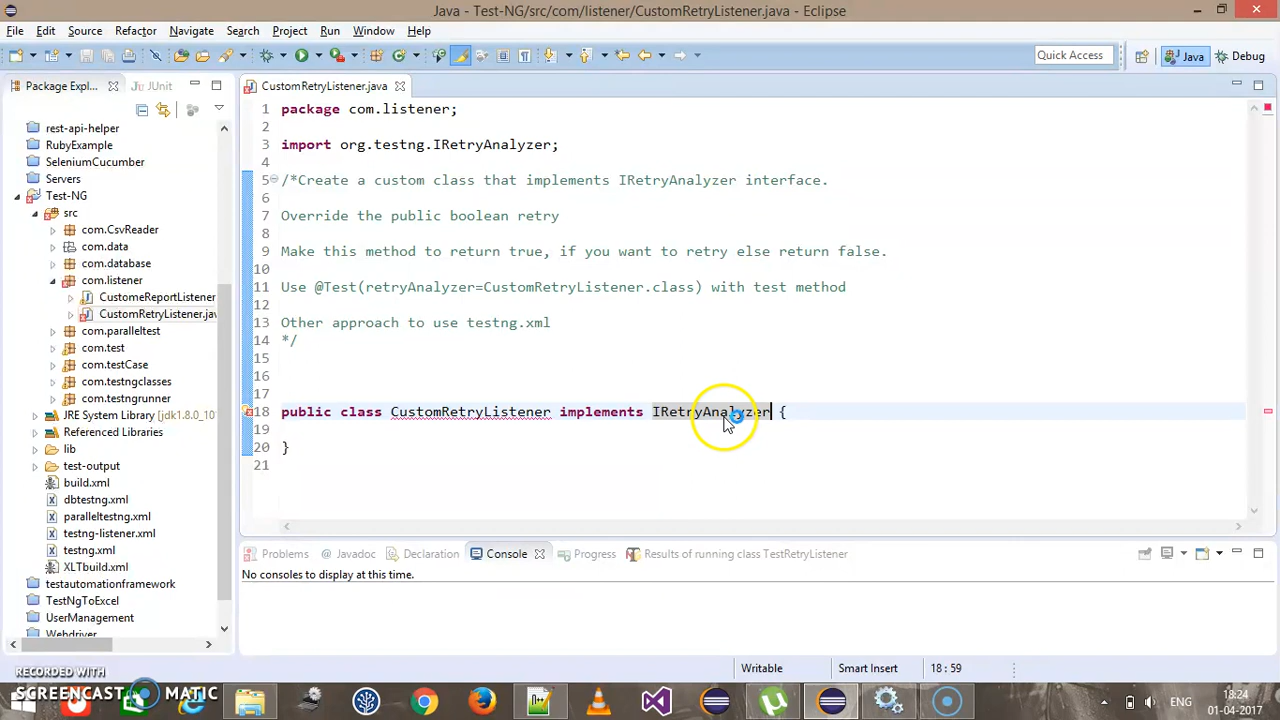 Java - Test-NG/src/com/listener/CustomRetryListener.java - Eclipse
File Edit Source Refactor Navigate Search Project Run Window Help
Quick Access
Java
Debug
Package Expl...
JUnit
CustomRetryListener.java
rest-api-helper
RubyExample
SeleniumCucumber
Servers
Test-NG
src
com.CsvReader
com.data
com.database
com.listener
CustomeReportListener
CustomRetryListener.jav
com.paralleltest
com.test
com.testCase
com.testngclasses
com.testngrunner
JRE System Library [jdk1.8.0_10
Referenced Libraries
lib
test-output
build.xml
dbtestng.xml
paralleltestng.xml
testng-listener.xml
testng.xml
XLTbuild.xml
testautomationframework
TestNgToExcel
UserManagement
Webdriver
1 package com.listener;
2
3 import org.testng.IRetryAnalyzer;
4
5 /*Create a custom class that implements IRetryAnalyzer interface.
6
7 Override the public boolean retry
8
9 Make this method to return true, if you want to retry else return false.
10
11 Use @Test(retryAnalyzer=CustomRetryListener.class) with test method
12
13 Other approach to use testng.xml
14 */
15
16
17
18 public class CustomRetryListener implements IRetryAnalyzer {
19
20 }
21
Problems Javadoc Declaration Console Progress Results of running class TestRetryListener
No consoles to display at this time.
Writable Smart Insert 18 : 59
RECORDED WITH
SCREENCAST MATIC
ENG
18:24
01-04-2017